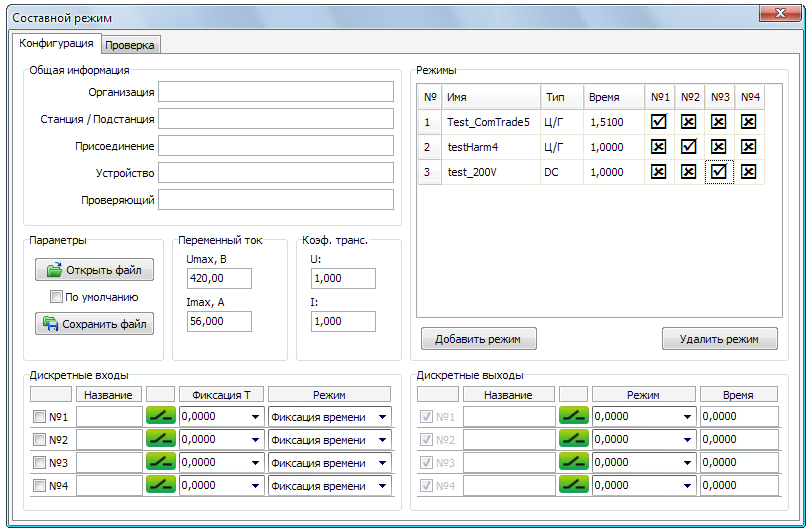 Составной режим
Конфигурация Проверка
Общая информация
Организация
Станция / Подстанция
Присоединение
Устройство
Проверяющий
Режимы
№ Имя Тип Время №1 №2 №3 №4
1 Test_ComTrade5 Ц/Г 1,5100
2 testHarm4 Ц/Г 1,0000
3 test_200V DC 1,0000
Параметры
Открыть файл
По умолчанию
Сохранить файл
Переменный ток
Umax, В
420,00
Imax, А
56,000
Коэф. транс.
U:
1,000
I:
1,000
Добавить режим Удалить режим
Дискретные входы
Название Фиксация Т Режим
№1 0,0000 Фиксация времени
№2 0,0000 Фиксация времени
№3 0,0000 Фиксация времени
№4 0,0000 Фиксация времени
Дискретные выходы
Название Режим Время
№1 0,0000 0,0000
№2 0,0000 0,0000
№3 0,0000 0,0000
№4 0,0000 0,0000